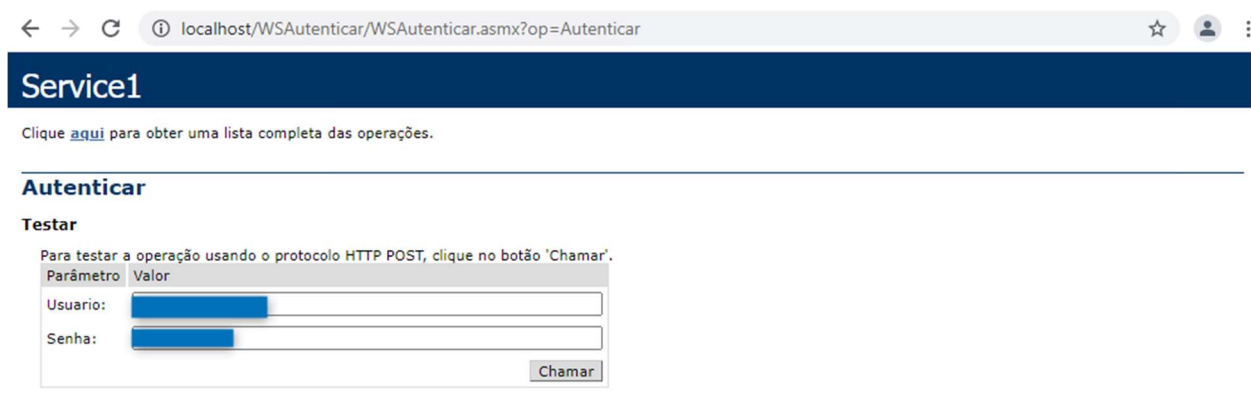 localhost/WSAutenticar/WSAutenticar.asmx?op=Autenticar
Service1
Clique aqui para obter uma lista completa das operações.
Autenticar
Testar
Para testar a operação usando o protocolo HTTP POST, clique no botão 'Chamar'.
Parâmetro Valor
Usuario:
Senha:
Chamar